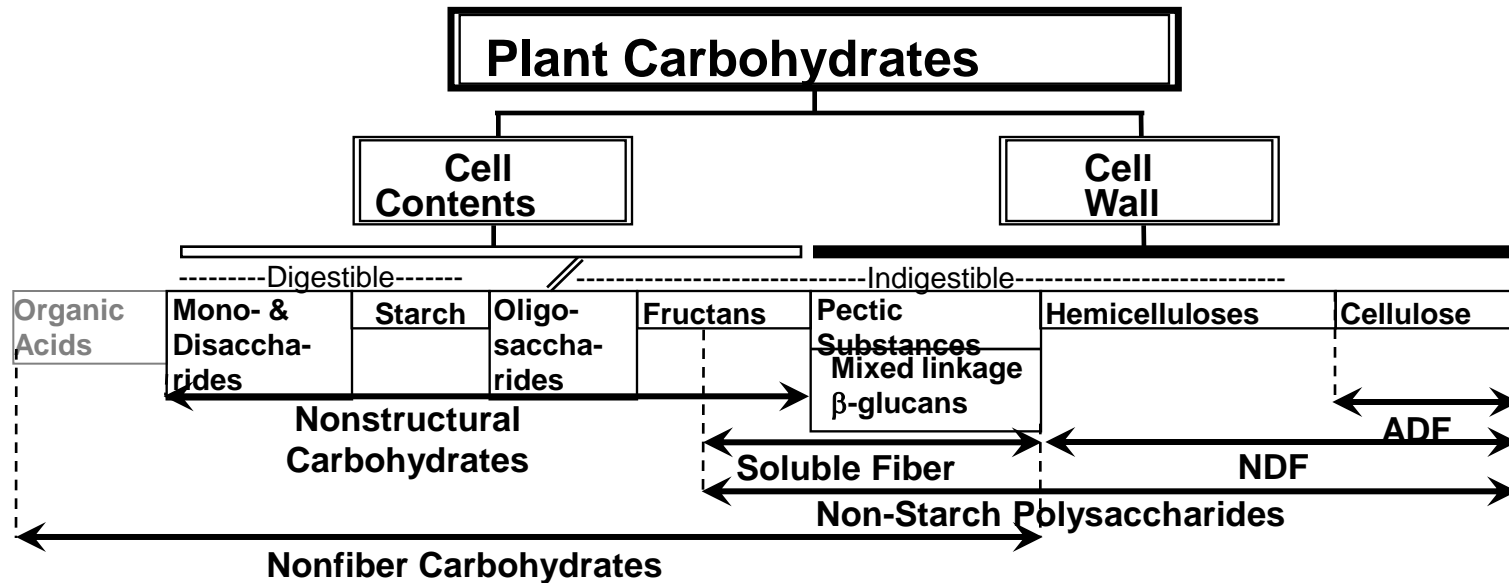 Plant Carbohydrates
Cell
Contents
Cell
Wall
---------Digestible-------
-----------------------------Indigestible---------------------------
Organic
Acids
Mono- &
Disaccha-
rides
Starch
Oligo-
saccha-
rides
Fructans
Pectic
Substances
Mixed linkage
β-glucans
Hemicelluloses
Cellulose
Nonstructural
Carbohydrates
ADF
Soluble Fiber
NDF
Non-Starch Polysaccharides
Nonfiber Carbohydrates